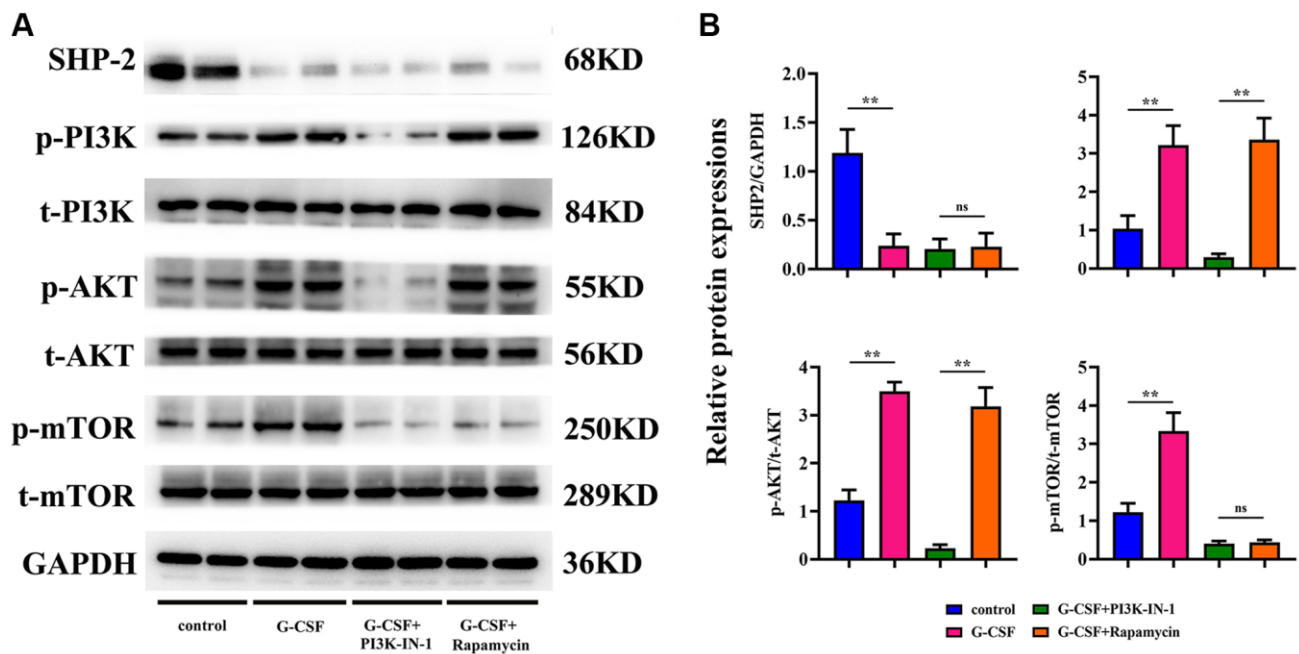 A
SHP-2 68KD
p-PI3K 126KD
t-PI3K 84KD
p-AKT 55KD
t-AKT 56KD
p-mTOR 250KD
t-mTOR 289KD
GAPDH 36KD
control G-CSF G-CSF+ G-CSF+
PI3K-IN-1 Rapamycin
B
Relative protein expressions
SHP2/GAPDH
2.0
1.5
1.0
0.5
0.0
**
ns
5
4
3
2
1
0
**
**
p-AKT/t-AKT
4
3
2
1
0
**
**
p-mTOR/t-mTOR
5
4
3
2
1
0
**
ns
control G-CSF+PI3K-IN-1
G-CSF G-CSF+Rapamycin